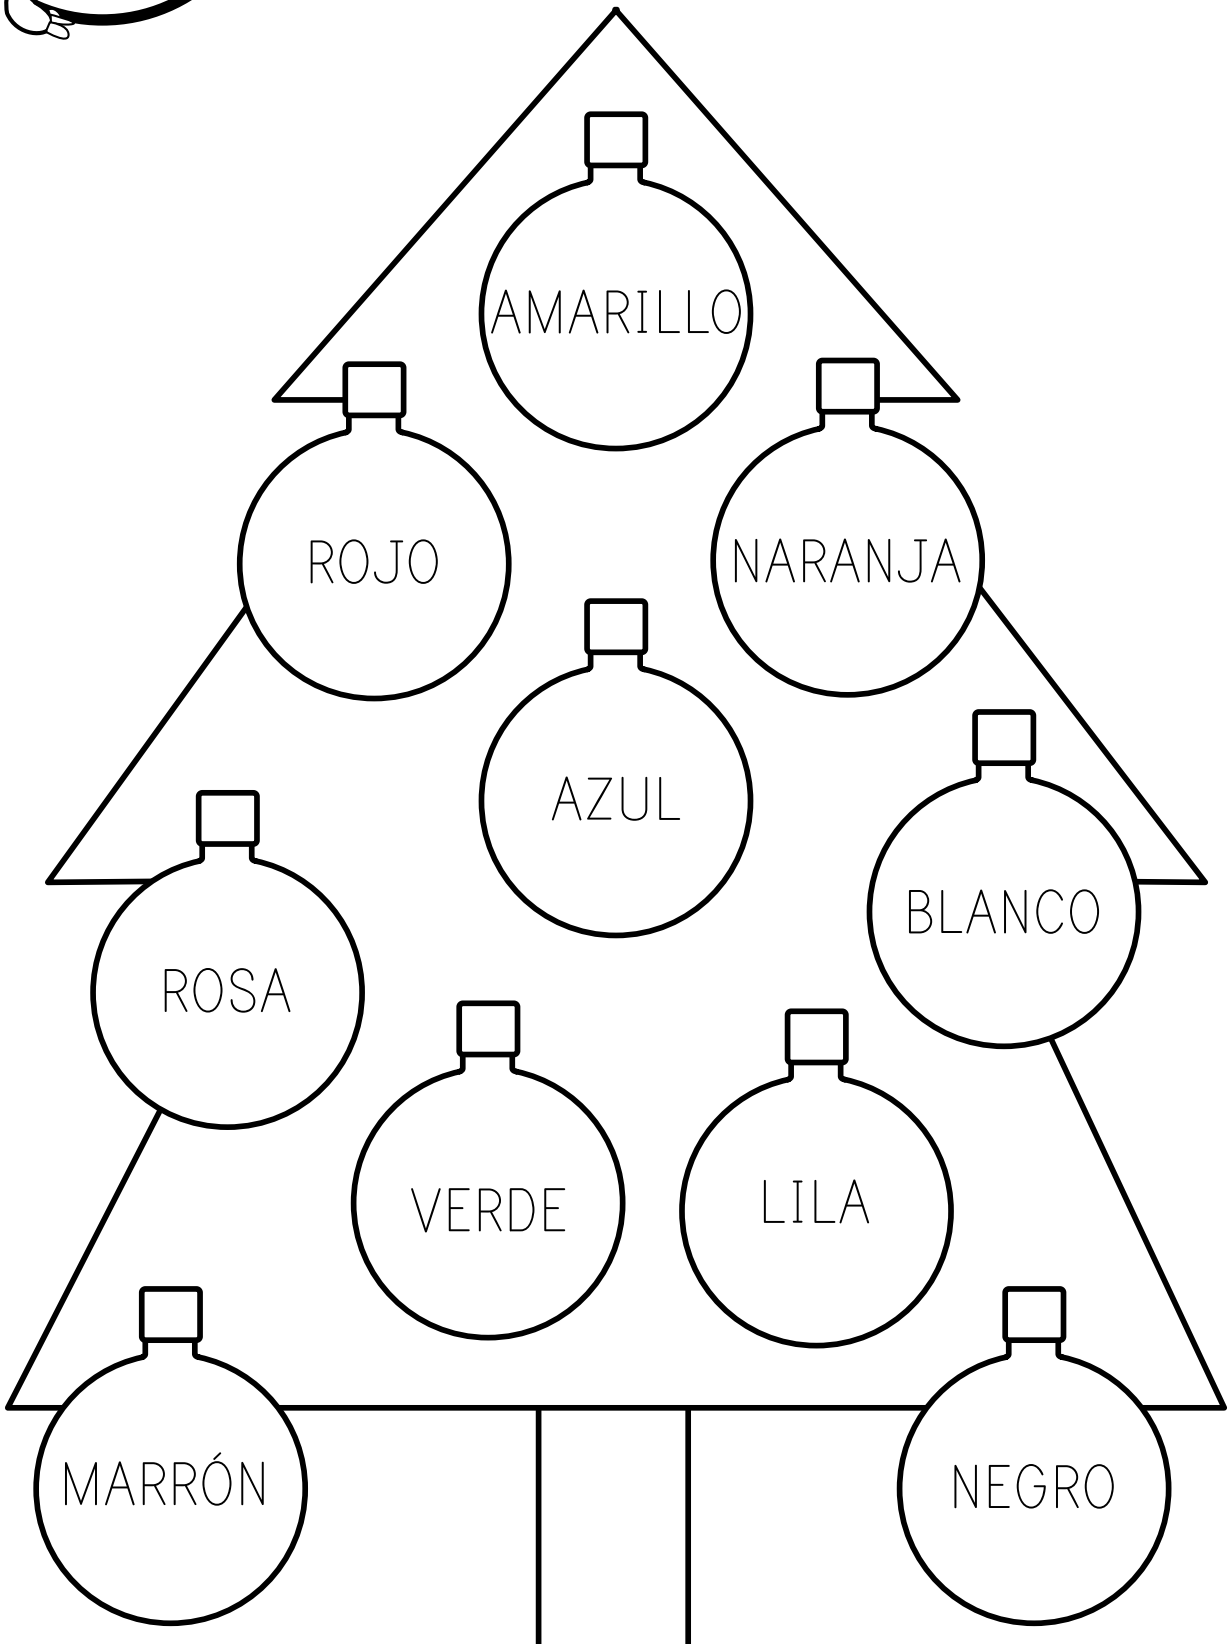 AMARILLO
ROJO
NARANJA
AZUL
BLANCO
ROSA
VERDE
LILA
MARRÓN
NEGRO